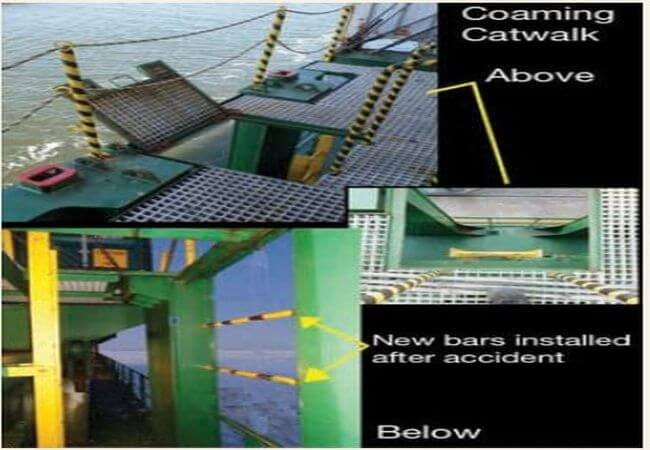 Coaming
Catwalk
Above
New bars installed
after accident
Below